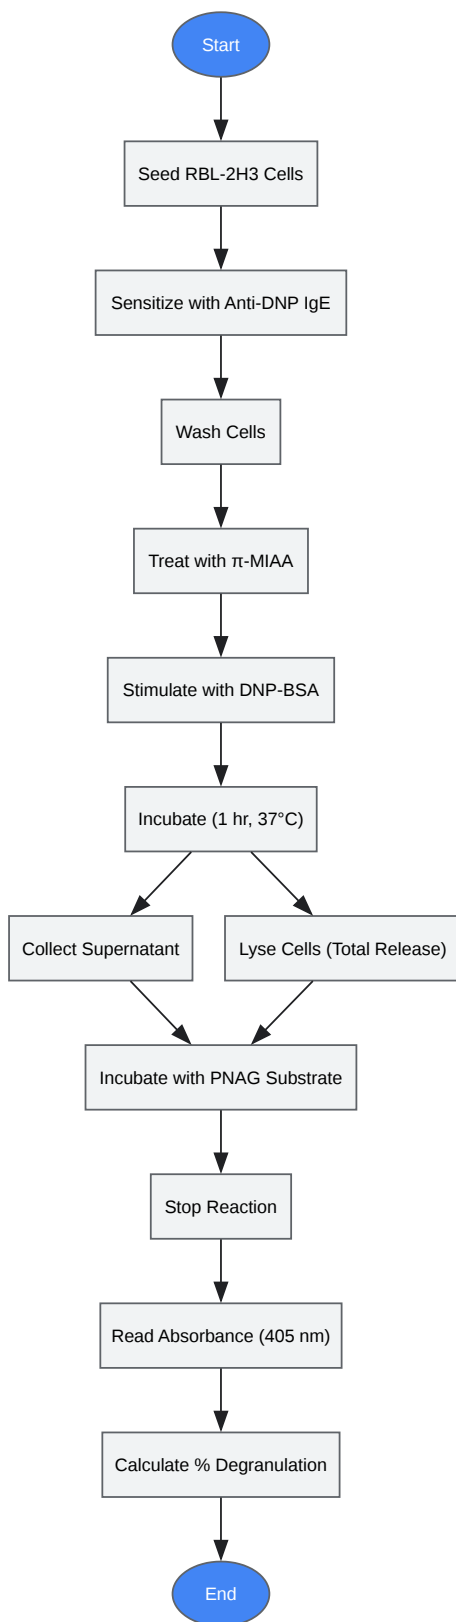 Start
Seed RBL-2H3 Cells
Sensitize with Anti-DNP IgE
Wash Cells
Treat with π-MIAA
Stimulate with DNP-BSA
Incubate (1 hr, 37°C)
Collect Supernatant
Lyse Cells (Total Release)
Incubate with PNAG Substrate
Stop Reaction
Read Absorbance (405 nm)
Calculate % Degranulation
End